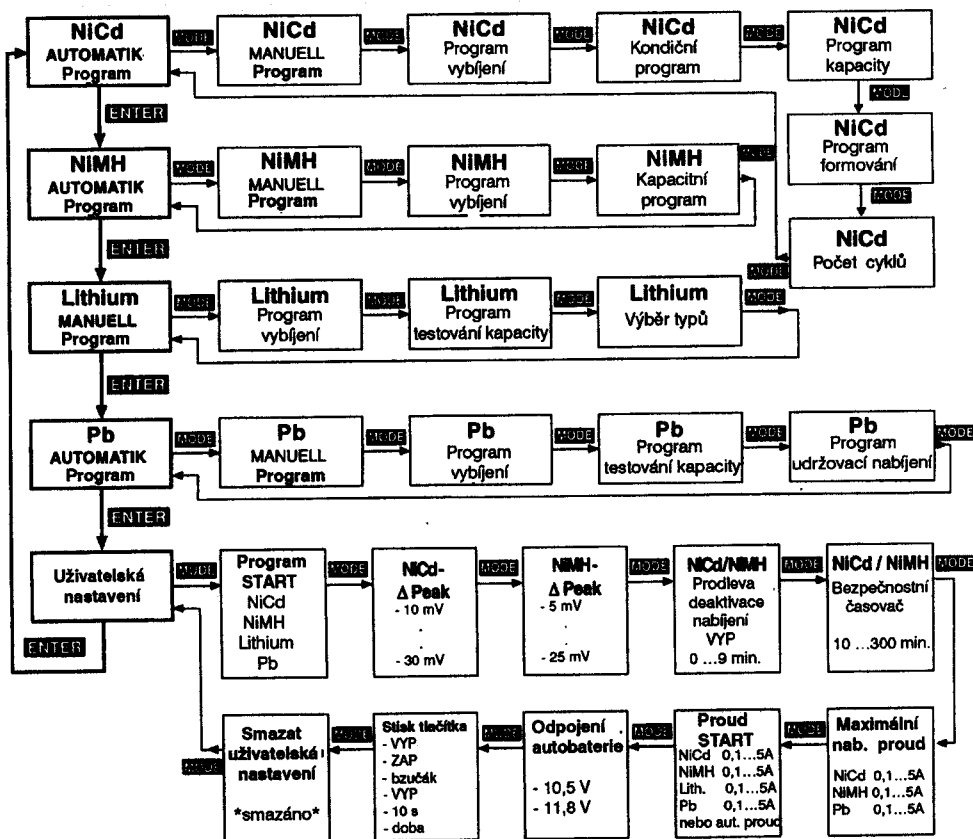 NiCd
AUTOMATIK
Program
MODE
NiCd
MANUELL
Program
MODE
NiCd
Program
vybíjení
MODE
NiCd
Kondiční
program
MODE
NiCd
Program
kapacity
MODE
NiCd
Program
formování
MODE
NiCd
Počet cyklů
MODE
ENTER
NiMH
AUTOMATIK
Program
MODE
NiMH
MANUELL
Program
MODE
NiMH
Program
vybíjení
MODE
NiMH
Kapacitní
program
MODE
ENTER
Lithium
MANUELL
Program
MODE
Lithium
Program
vybíjení
MODE
Lithium
Program
testování kapacity
MODE
Lithium
Výběr typů
MODE
ENTER
Pb
AUTOMATIK
Program
MODE
Pb
MANUELL
Program
MODE
Pb
Program
vybíjení
MODE
Pb
Program
testování kapacity
MODE
Pb
Program
udržovací nabíjení
MODE
ENTER
Uživatelská
nastavení
ENTER
MODE
Program
START
NiCd
NiMH
Lithium
Pb
MODE
NiCd-
Δ Peak
- 10 mV
.
.
- 30 mV
MODE
NiMH-
Δ Peak
- 5 mV
.
.
- 25 mV
MODE
NiCd/NiMH
Prodleva
deaktivace
nabíjení
VYP
0 ...9 min.
MODE
NiCd / NiMH
Bezpečnostní
časovač
10 ...300 min.
MODE
Maximální
nab. proud
NiCd 0,1...5A
NiMH 0,1...5A
Pb 0,1...5A
MODE
Proud
START
NiCd 0,1...5A
NiMH 0,1...5A
Lith. 0,1...5A
Pb 0,1...5A
nebo aut. proud
MODE
Odpojení
autobaterie
- 10,5 V
- 11,8 V
MODE
Stisk tlačítka
- VYP
- ZAP
- bzučák
- VYP
- 10 s
- doba
MODE
Smazat
uživatelská
nastavení
*smazáno*
MODE